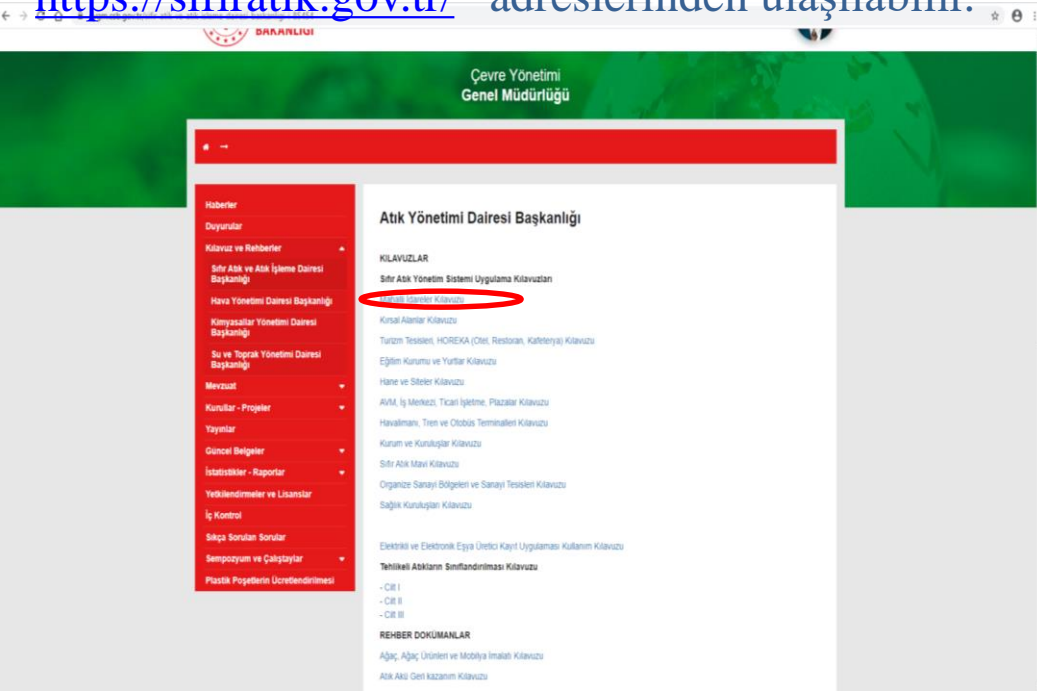 https://sifiratik.gov.tr/ adreslerinden ulaşılabilir.
BAKANLIĞI
Çevre Yönetimi
Genel Müdürlüğü
Haberler
Duyurular
Kılavuz ve Rehberler
Sıfır Atık ve Atık İşleme Dairesi
Başkanlığı
Hava Yönetimi Dairesi Başkanlığı
Kimyasallar Yönetimi Dairesi
Başkanlığı
Su ve Toprak Yönetimi Dairesi
Başkanlığı
Mevzuat
Kurullar - Projeler
Yayınlar
Güncel Belgeler
İstatistikler - Raporlar
Yetkilendirmeler ve Lisanslar
İç Kontrol
Sıkça Sorulan Sorular
Sempozyum ve Çalıştaylar
Plastik Poşetlerin Ücretlendirilmesi
Atık Yönetimi Dairesi Başkanlığı
KILAVUZLAR
Sıfır Atık Yönetim Sistemi Uygulama Kılavuzları
Mahalli İdareler Kılavuzu
Kırsal Alanlar Kılavuzu
Turizm Tesisleri, HOREKA (Otel, Restoran, Kafeterya) Kılavuzu
Eğitim Kurumu ve Yurtlar Kılavuzu
Hane ve Siteler Kılavuzu
AVM, İş Merkezi, Ticari İşletme, Plazalar Kılavuzu
Havalimanı, Tren ve Otobüs Terminalleri Kılavuzu
Kurum ve Kuruluşlar Kılavuzu
Sıfır Atık Mavi Kılavuzu
Organize Sanayi Bölgeleri ve Sanayi Tesisleri Kılavuzu
Sağlık Kuruluşları Kılavuzu
Elektrikli ve Elektronik Eşya Üretici Kayıt Uygulaması Kullanım Kılavuzu
Tehlikeli Atıkların Sınıflandırılması Kılavuzu
- Cilt I
- Cilt II
- Cilt III
REHBER DOKÜMANLAR
Ağaç, Ağaç Ürünleri ve Mobilya İmalatı Kılavuzu
Atık Akü Geri kazanım Kılavuzu